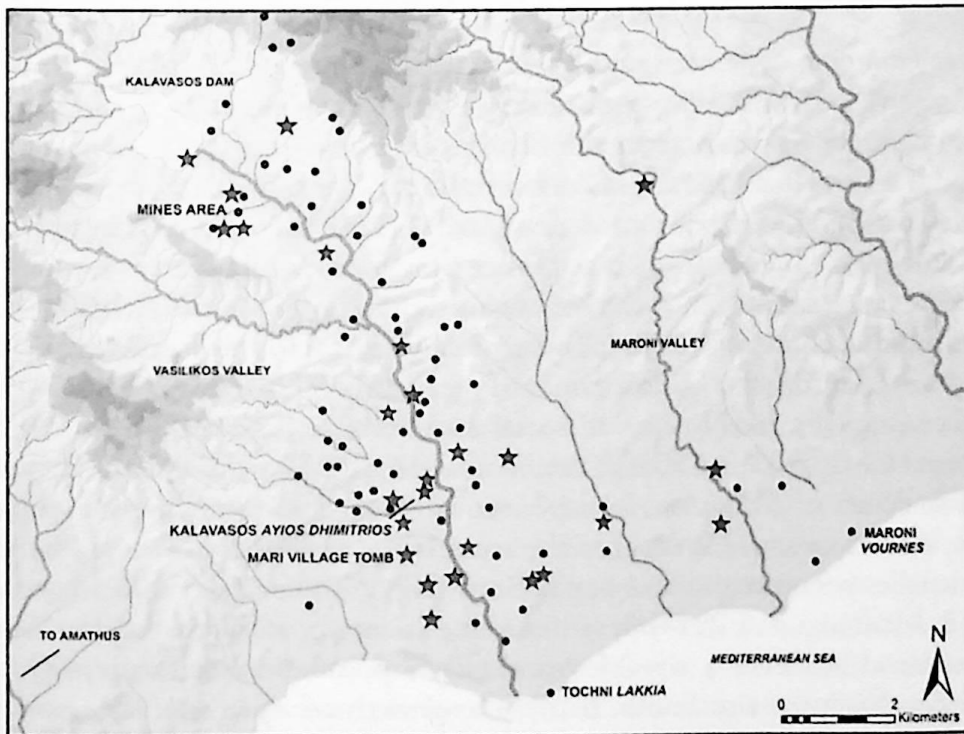 KALAVASOS DAM
MINES AREA
MARONI VALLEY
VASILIKOS VALLEY
KALAVASOS AYIOS DHIMITRIOS
MARI VILLAGE TOMB
MARONI
VOURNES
TO AMATHUS
MEDITERRANEAN SEA
N
TOCHNI LAKKIA
0 2
Kilometers